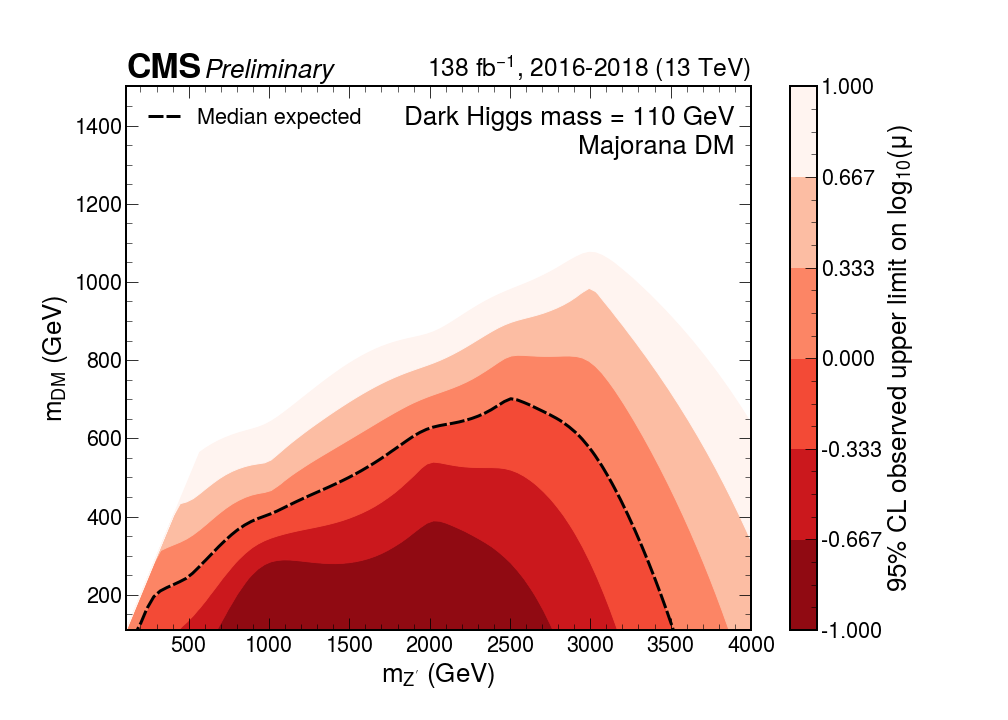 CMS Preliminary
138 fb⁻¹, 2016-2018 (13 TeV)
Median expected
Dark Higgs mass = 110 GeV
Majorana DM
1400
1200
1000
800
600
400
200
m_DM (GeV)
500 1000 1500 2000 2500 3000 3500 4000
m_Z′ (GeV)
1.000
0.667
0.333
0.000
-0.333
-0.667
-1.000
95% CL observed upper limit on log₁₀(μ)